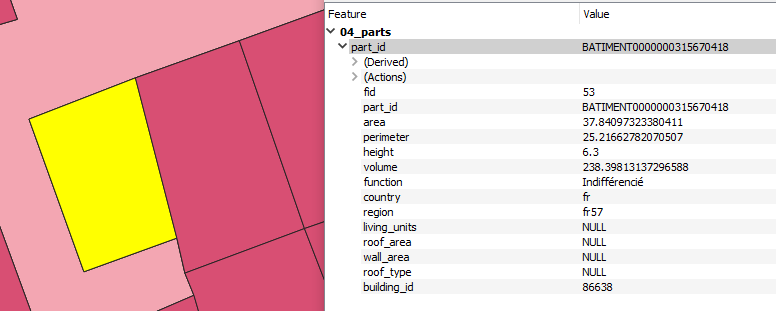 Feature Value
04_parts
part_id BATIMENT0000000315670418
(Derived)
(Actions)
fid 53
part_id BATIMENT0000000315670418
area 37.84097323380411
perimeter 25.21662782070507
height 6.3
volume 238.39813137296588
function Indifférencié
country fr
region fr57
living_units NULL
roof_area NULL
wall_area NULL
roof_type NULL
building_id 86638